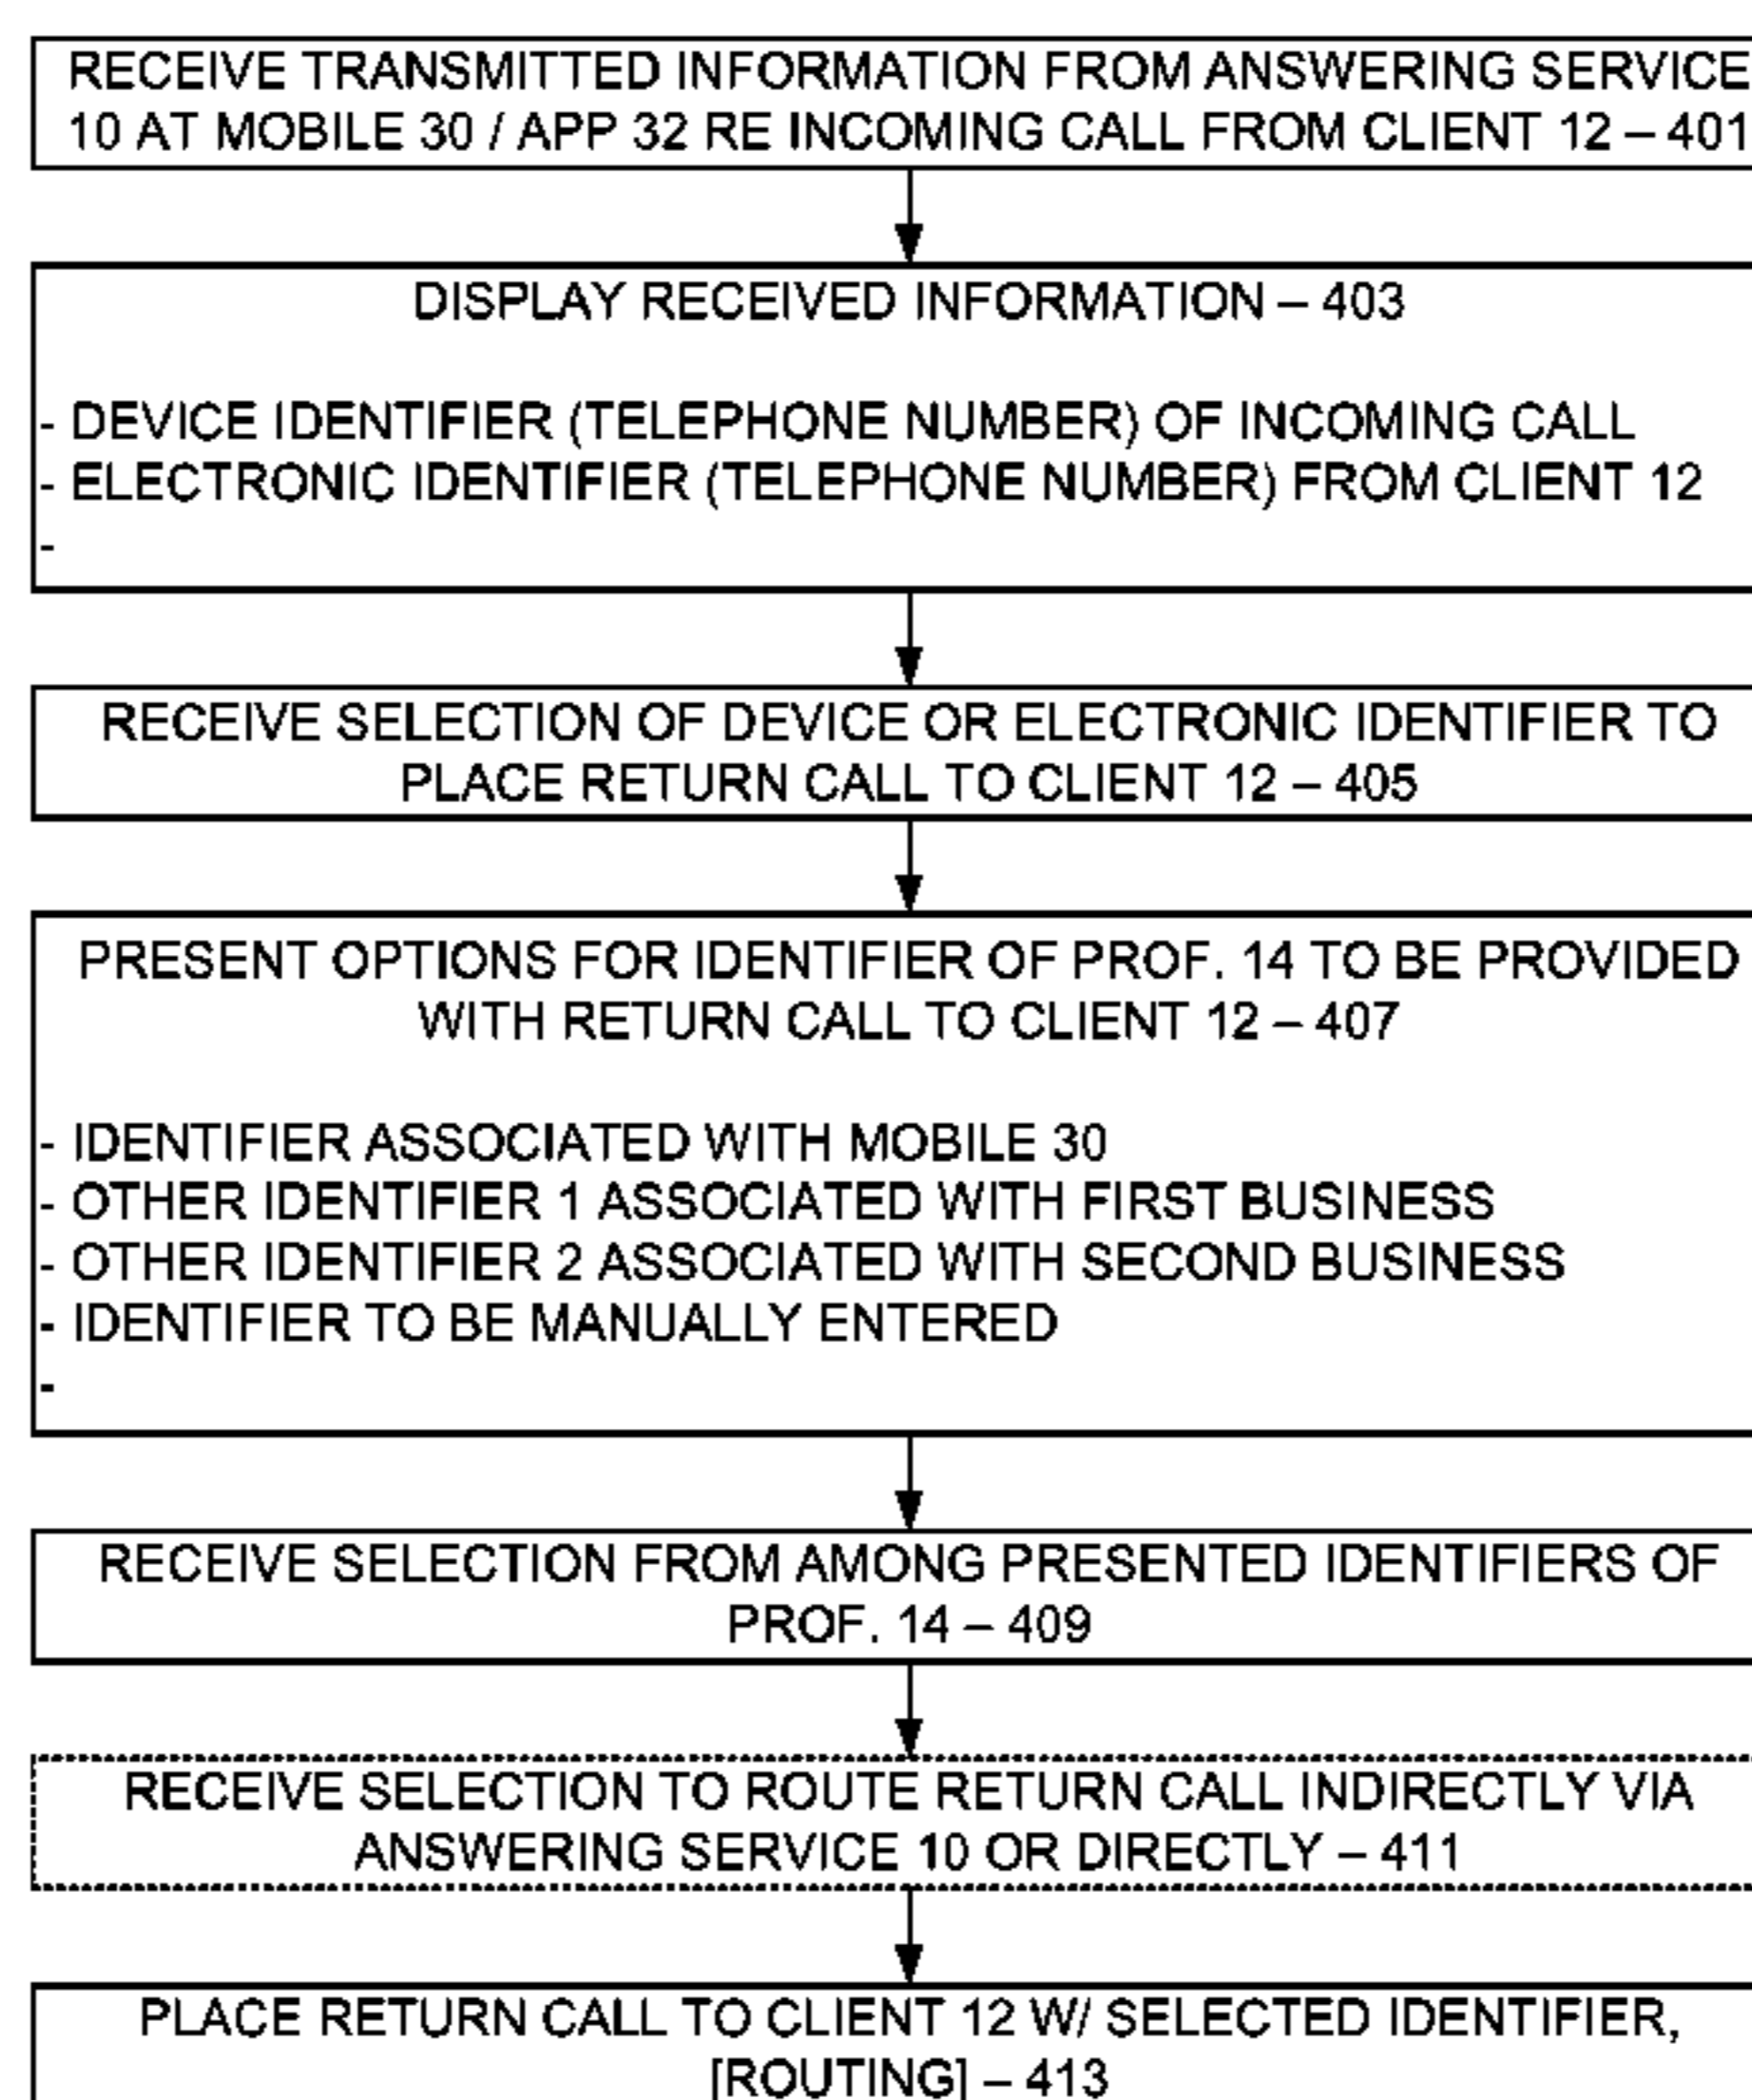 RECEIVE TRANSMITTED INFORMATION FROM ANSWERING SERVICE
10 AT MOBILE 30 / APP 32 RE INCOMING CALL FROM CLIENT 12 – 401
DISPLAY RECEIVED INFORMATION – 403
- DEVICE IDENTIFIER (TELEPHONE NUMBER) OF INCOMING CALL
- ELECTRONIC IDENTIFIER (TELEPHONE NUMBER) FROM CLIENT 12
-
RECEIVE SELECTION OF DEVICE OR ELECTRONIC IDENTIFIER TO
PLACE RETURN CALL TO CLIENT 12 – 405
PRESENT OPTIONS FOR IDENTIFIER OF PROF. 14 TO BE PROVIDED
WITH RETURN CALL TO CLIENT 12 – 407
- IDENTIFIER ASSOCIATED WITH MOBILE 30
- OTHER IDENTIFIER 1 ASSOCIATED WITH FIRST BUSINESS
- OTHER IDENTIFIER 2 ASSOCIATED WITH SECOND BUSINESS
- IDENTIFIER TO BE MANUALLY ENTERED
-
RECEIVE SELECTION FROM AMONG PRESENTED IDENTIFIERS OF
PROF. 14 – 409
RECEIVE SELECTION TO ROUTE RETURN CALL INDIRECTLY VIA
ANSWERING SERVICE 10 OR DIRECTLY – 411
PLACE RETURN CALL TO CLIENT 12 W/ SELECTED IDENTIFIER,
[ROUTING] – 413